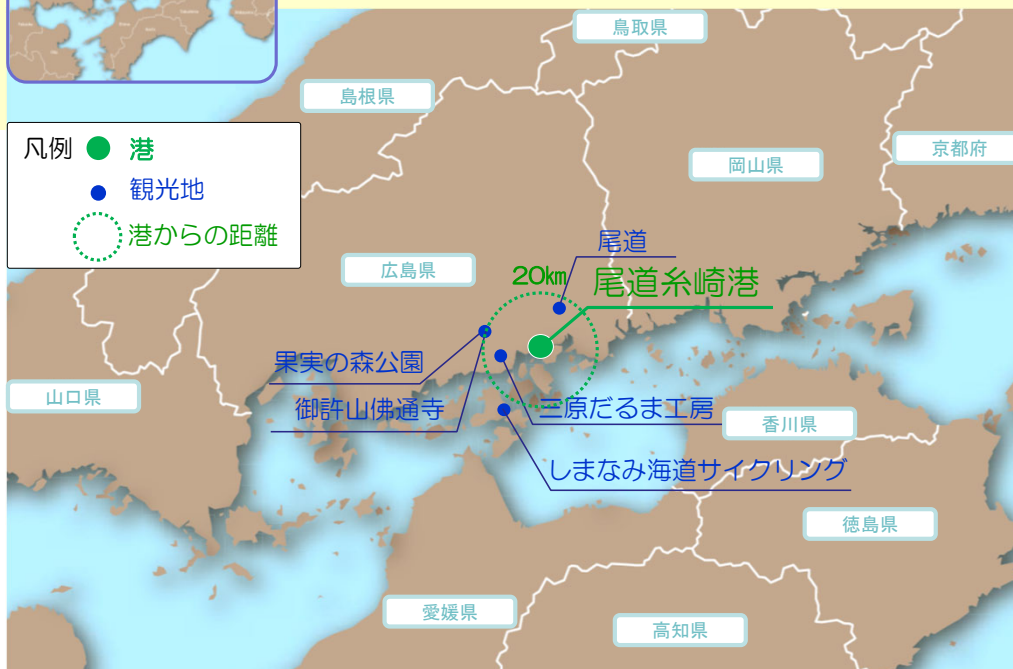 鳥取県
島根県
凡例 港
観光地
港からの距離
京都府
岡山県
尾道
広島県
20km
尾道糸崎港
果実の森公園
山口県
御許山佛通寺
三原だるま工房
香川県
しまなみ海道サイクリング
徳島県
愛媛県
高知県